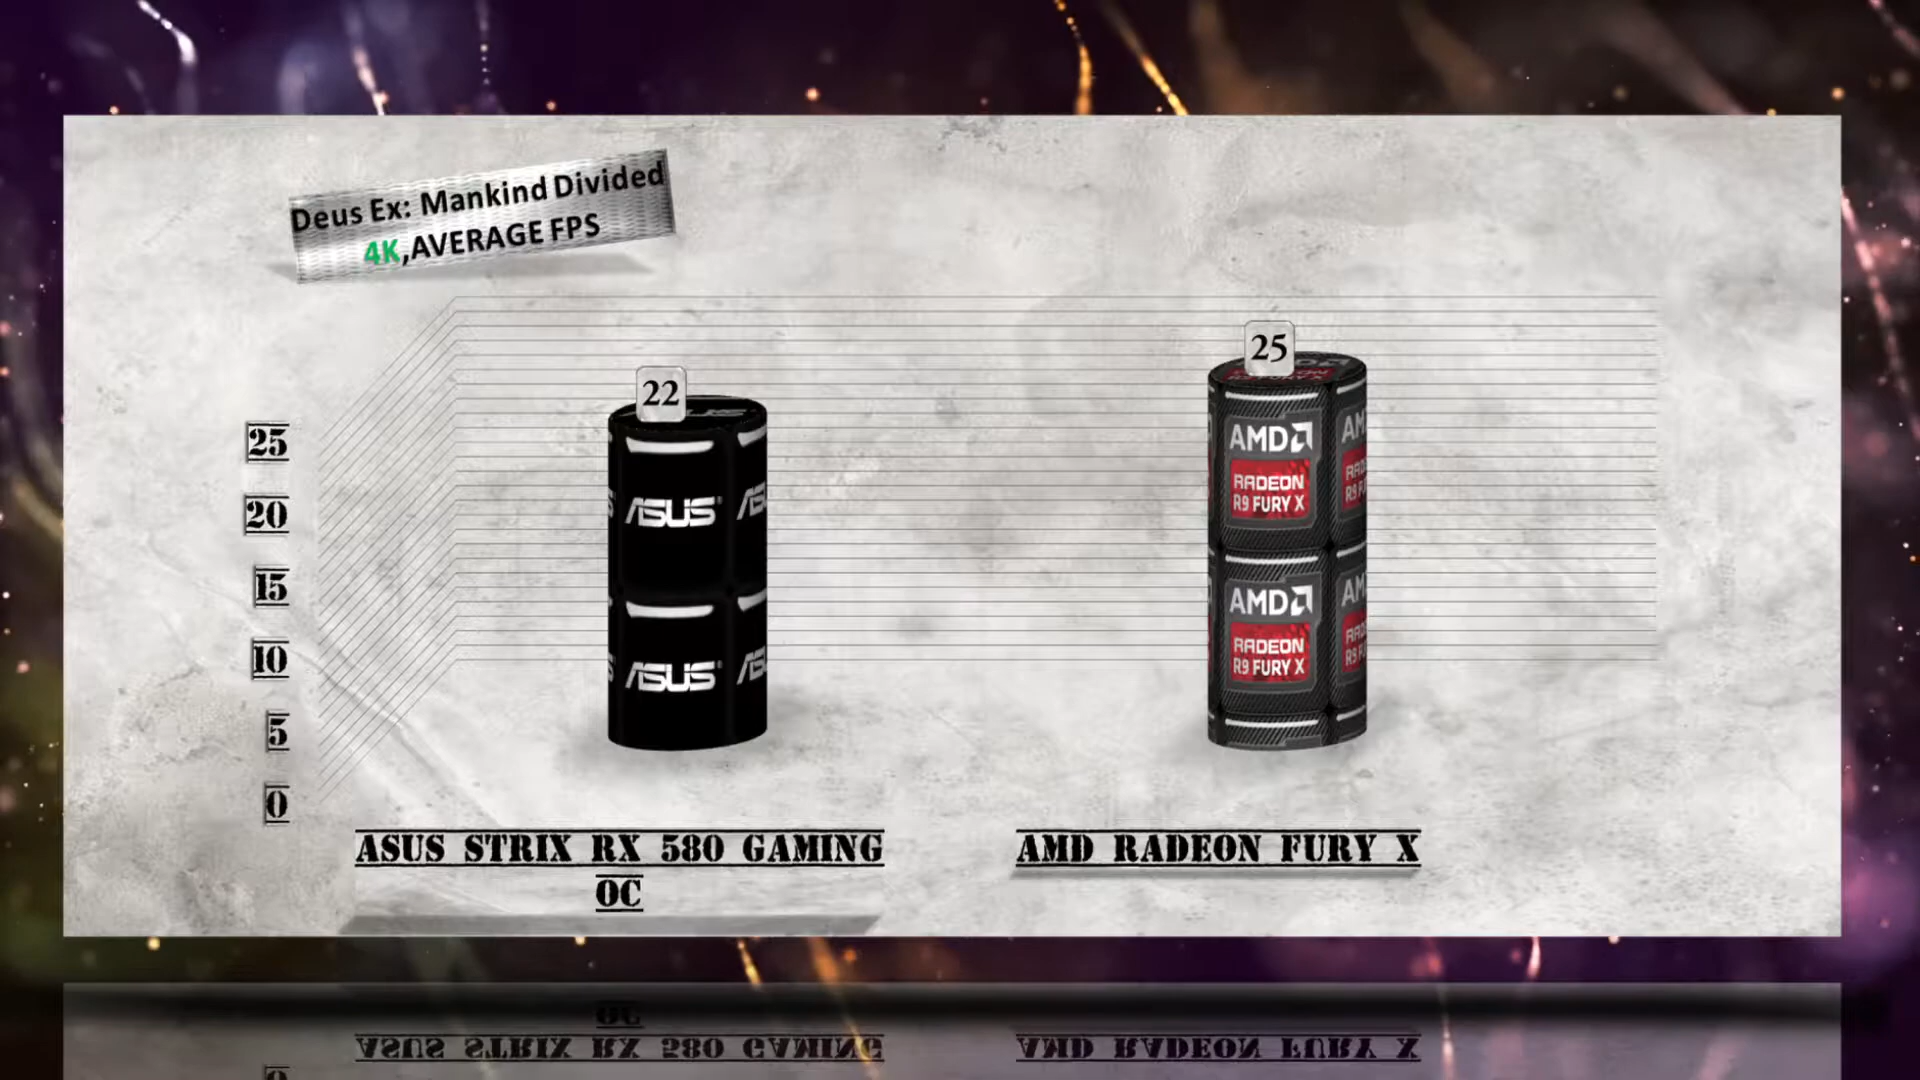 Deus Ex: Mankind Divided
4K,AVERAGE FPS
25
20
15
10
5
0
22
ASUS
ASUS
25
AMD
RADEON
R9 FURY X
AMD
RADEON
R9 FURY X
ASUS STRIX RX 580 GAMING
OC
AMD RADEON FURY X